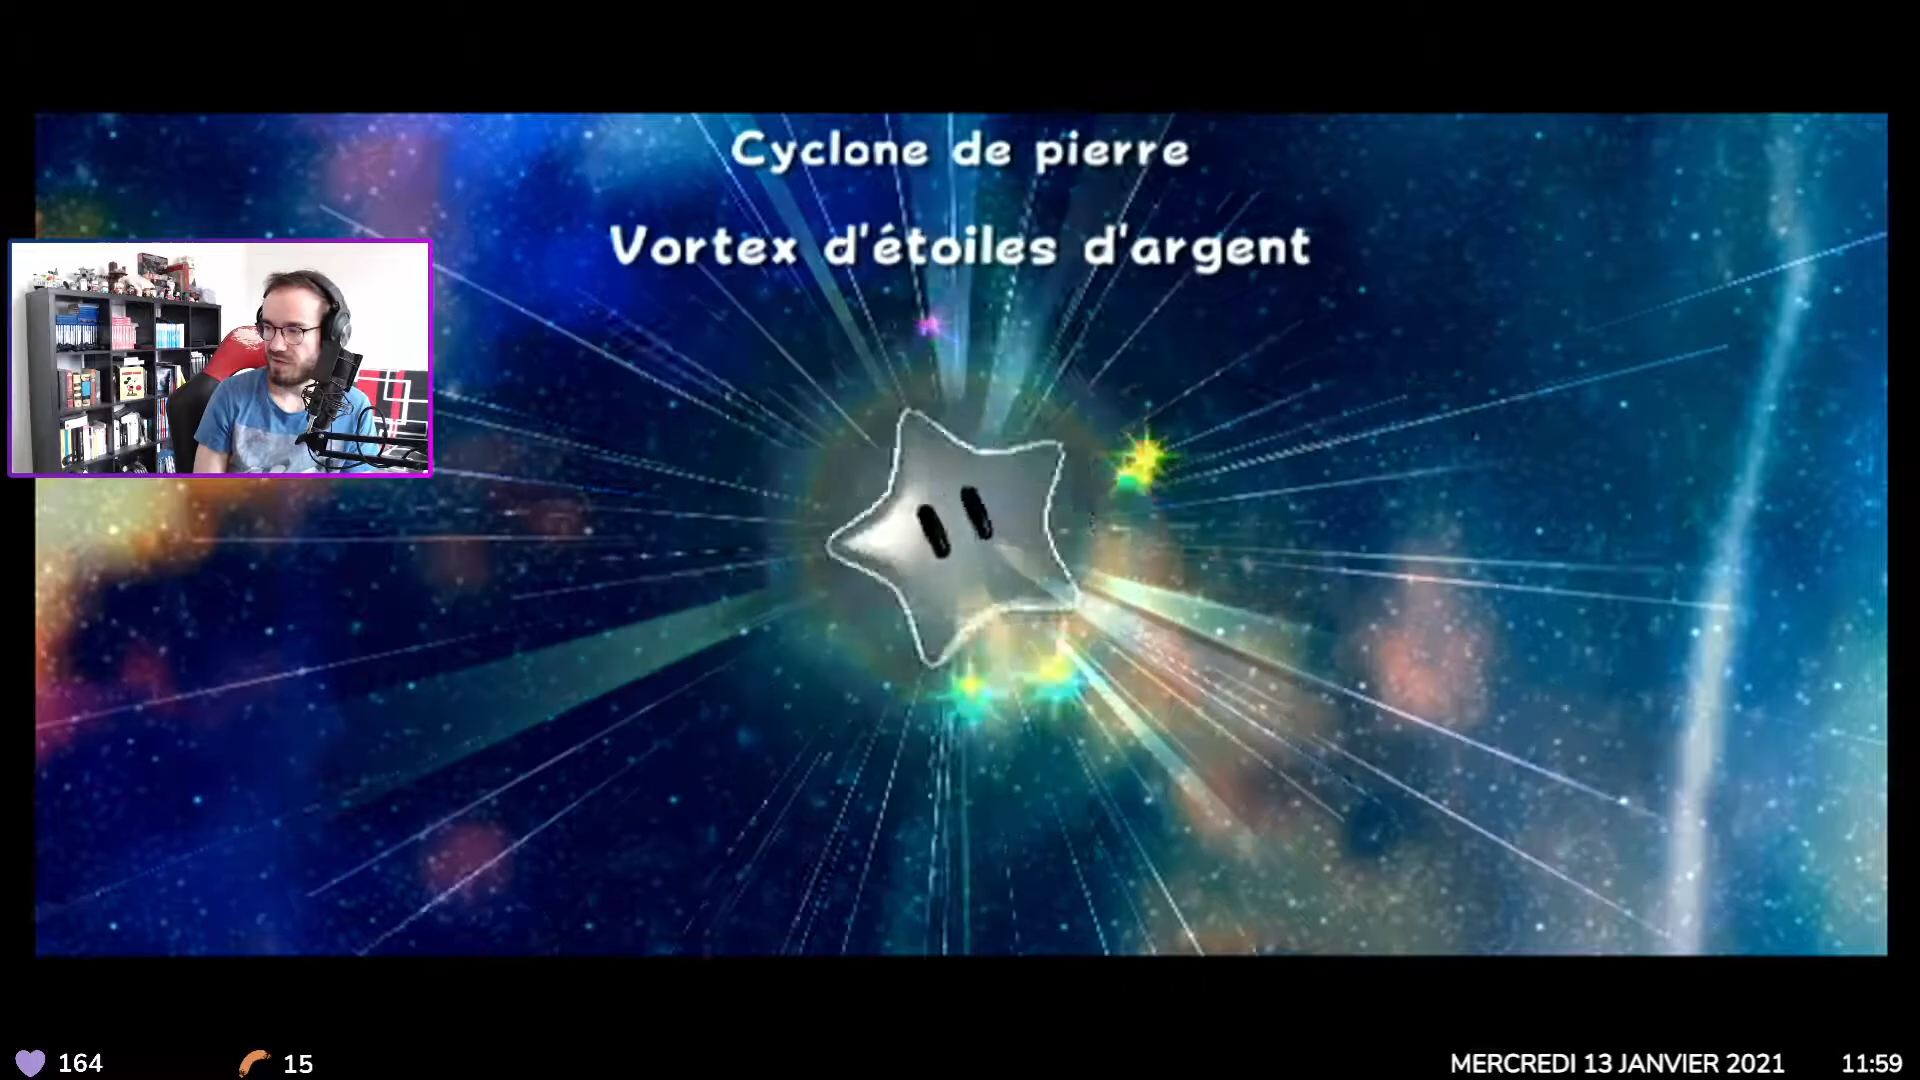 Cyclone de pierre
Vortex d'étoiles d'argent
164
15
MERCREDI 13 JANVIER 2021
11:59